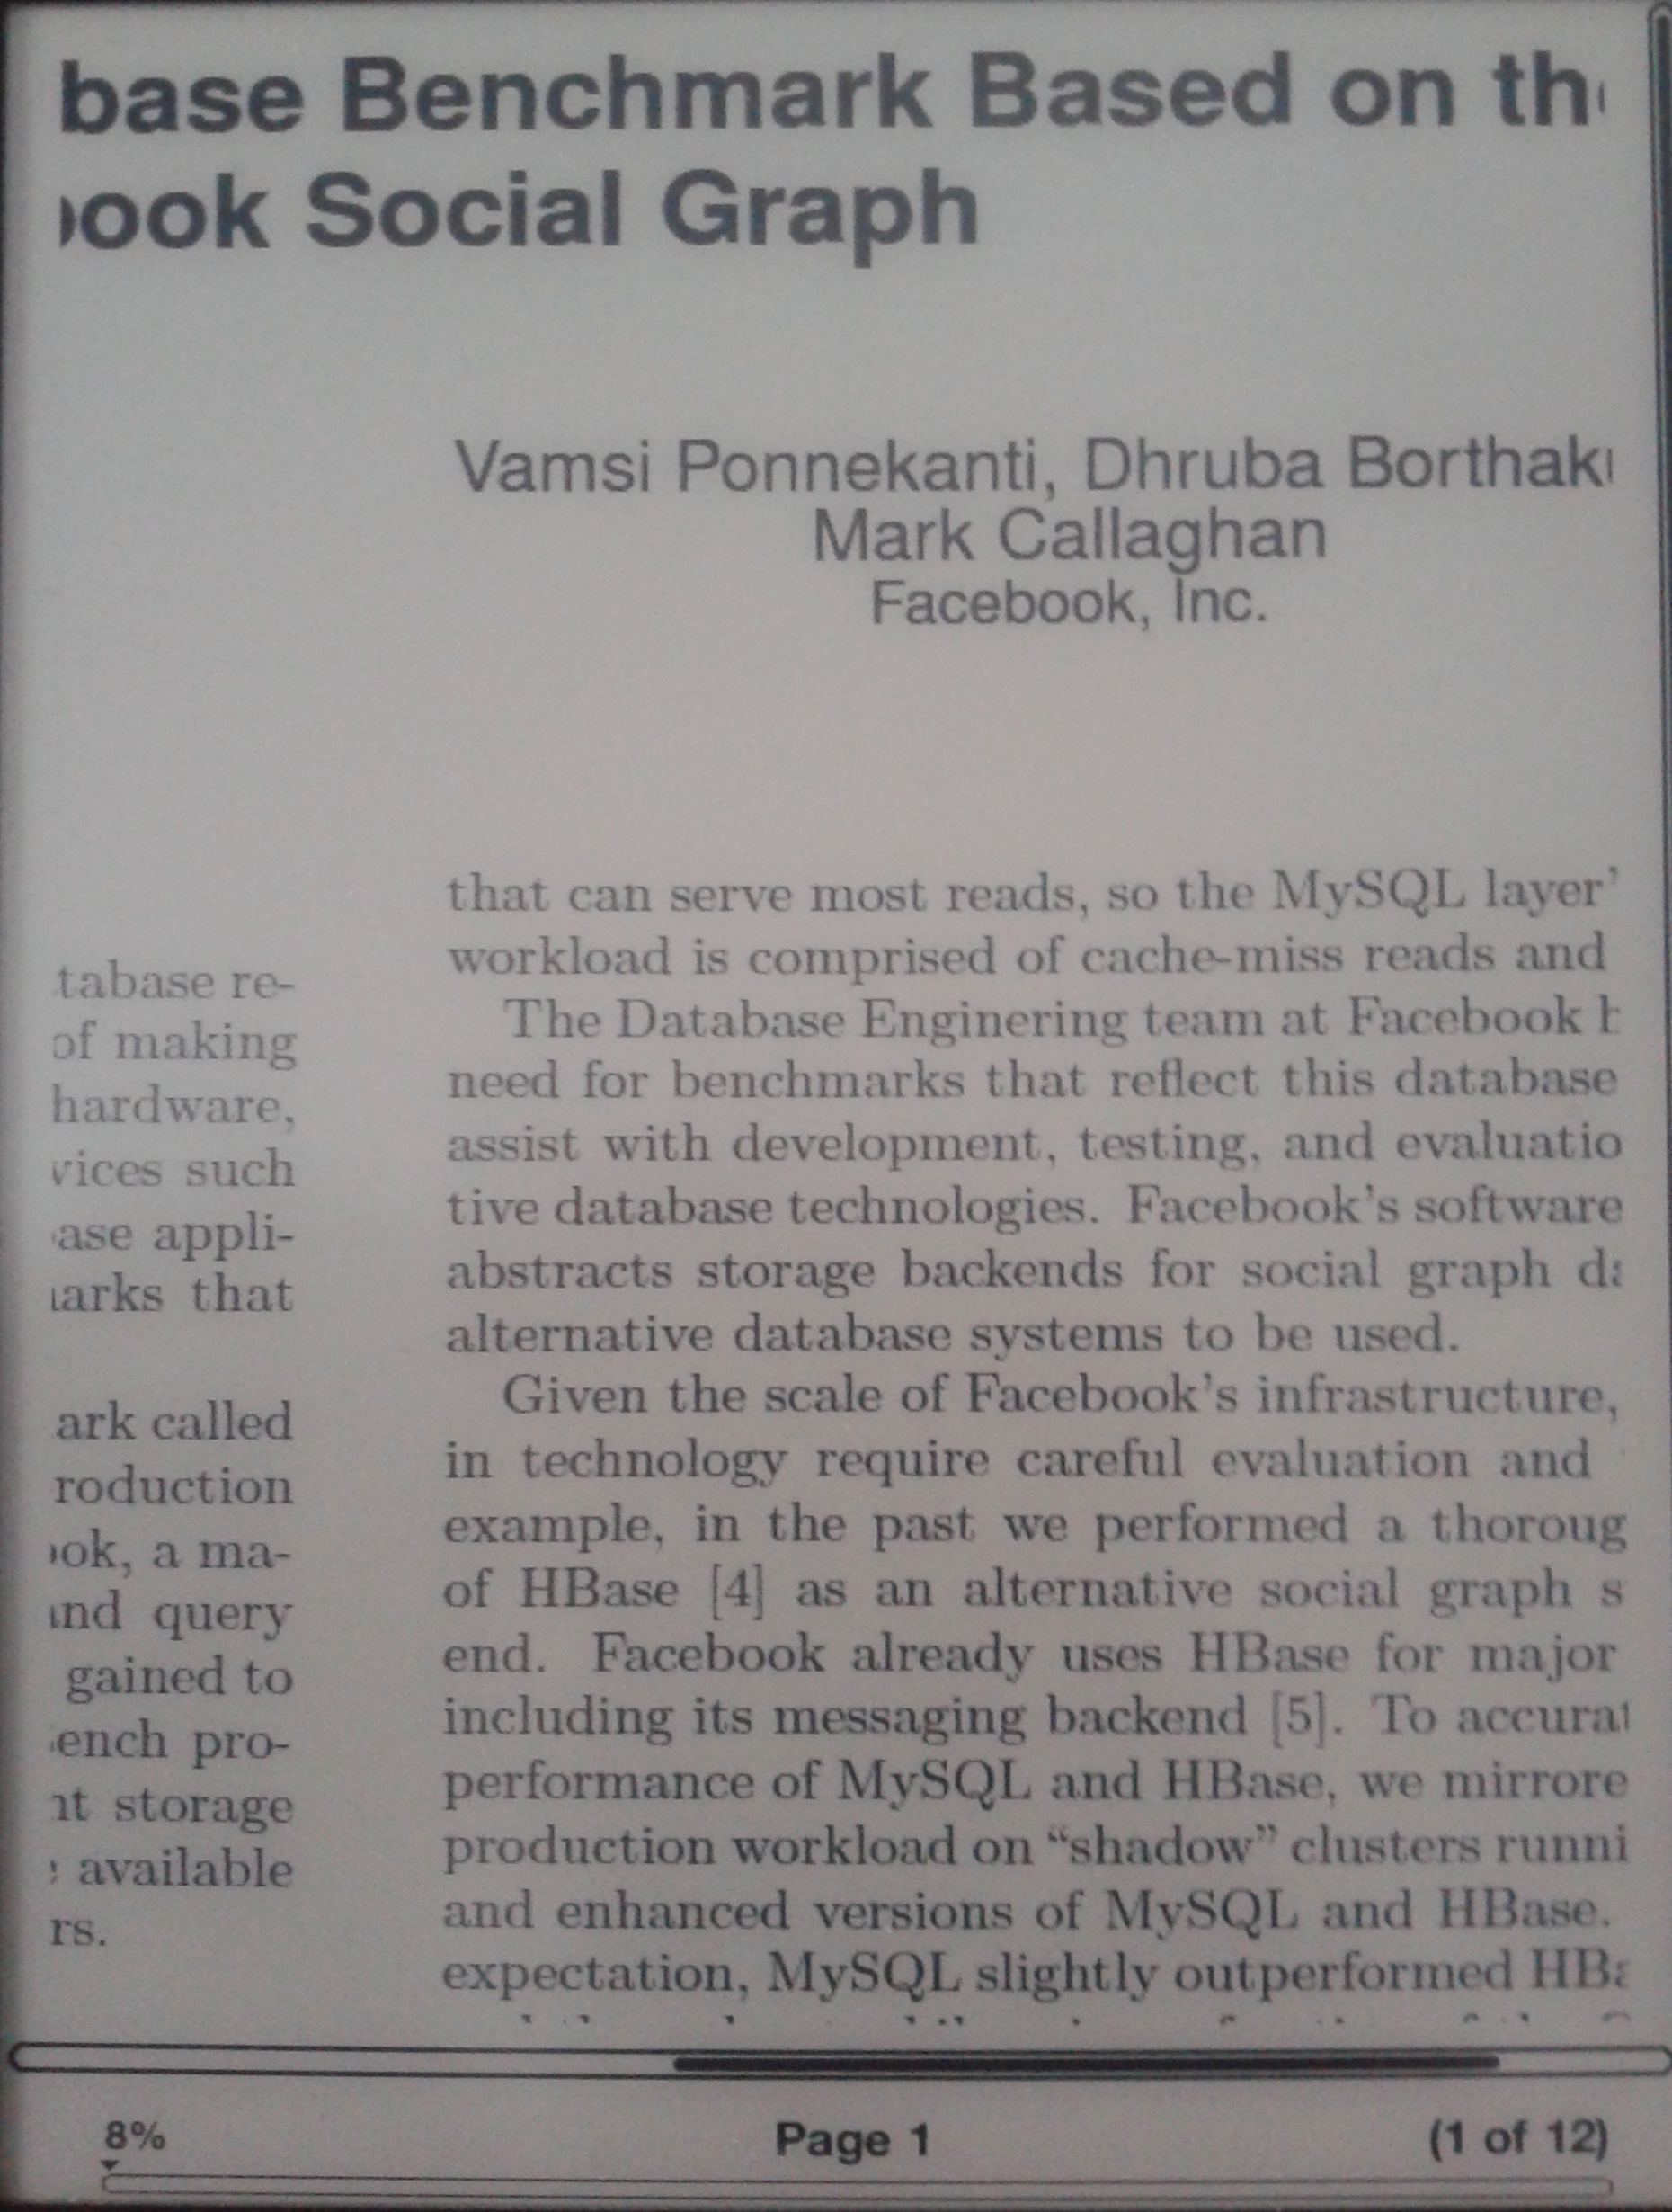 base Benchmark Based on th
ook Social Graph
Vamsi Ponnekanti, Dhruba Borthak
Mark Callaghan
Facebook, Inc.
tabase re-
of making
hardware,
vices such
ase appli-
arks that
ark called
roduction
ok, a ma-
nd query
gained to
ench pro-
t storage
available
rs.
that can serve most reads, so the MySQL layer'
workload is comprised of cache-miss reads and
The Database Enginering team at Facebook
need for benchmarks that reflect this database
assist with development, testing, and evaluatio
tive database technologies. Facebook's software
abstracts storage backends for social graph d
alternative database systems to be used.
Given the scale of Facebook's infrastructure,
in technology require careful evaluation and
example, in the past we performed a thoroug
of HBase [4] as an alternative social graph s
end. Facebook already uses HBase for major
including its messaging backend [5]. To accurat
performance of MySQL and HBase, we mirrore
production workload on “shadow” clusters runni
and enhanced versions of MySQL and HBase.
expectation, MySQL slightly outperformed HB
8%
Page 1
(1 of 12)